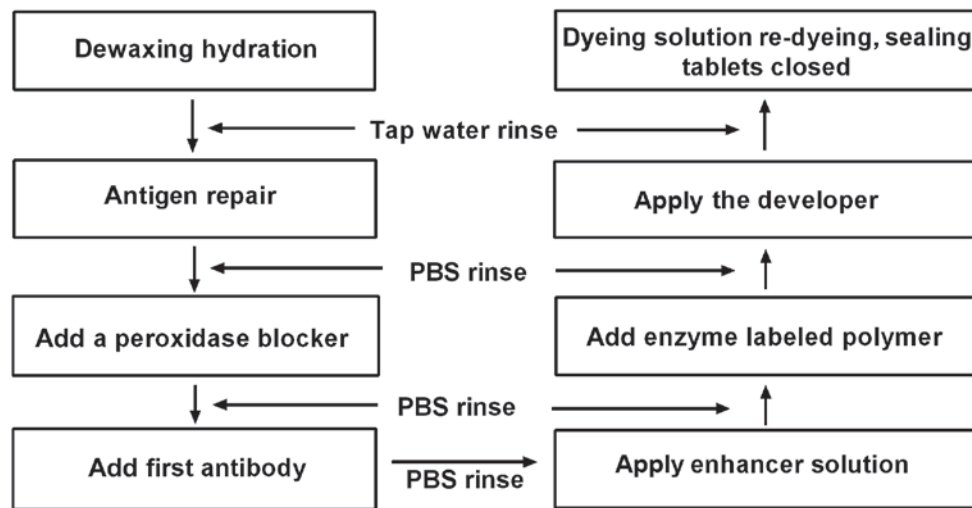 Dewaxing hydration
Dyeing solution re-dyeing, sealing
tablets closed
Tap water rinse
Antigen repair
Apply the developer
PBS rinse
Add a peroxidase blocker
Add enzyme labeled polymer
PBS rinse
Add first antibody
PBS rinse
Apply enhancer solution